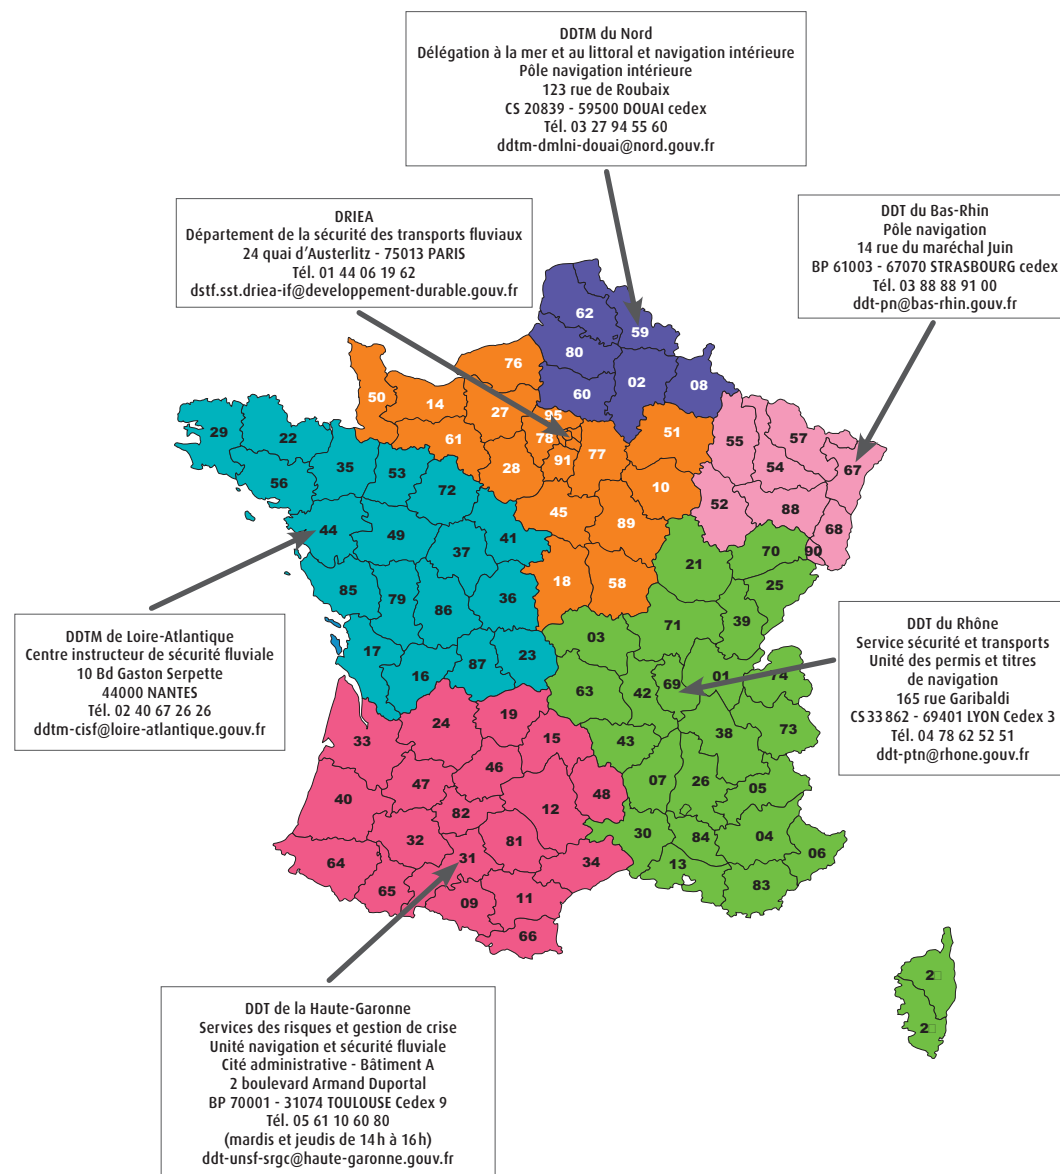 DDTM du Nord
Délégation à la mer et au littoral et navigation intérieure
Pôle navigation intérieure
123 rue de Roubaix
CS 20839 - 59500 DOUAI cedex
Tél. 03 27 94 55 60
ddtm-dmlni-douai@nord.gouv.fr
DRIEA
Département de la sécurité des transports fluviaux
24 quai d'Austerlitz - 75013 PARIS
Tél. 01 44 06 19 62
dstf.sst.driea-if@developpement-durable.gouv.fr
DDT du Bas-Rhin
Pôle navigation
14 rue du maréchal Juin
BP 61003 - 67070 STRASBOURG cedex
Tél. 03 88 88 91 00
ddt-pn@bas-rhin.gouv.fr
62
59
80
02
60
08
76
50
14
27
95
61
78
51
28
91
77
10
45
89
18
58
55
57
54
67
52
88
68
90
29
22
35
53
56
72
44
49
41
37
85
79
36
86
17
87
23
16
70
21
25
71
39
03
01
74
69
63
42
38
73
43
07
26
05
30
84
04
06
13
83
2
2
24
19
33
15
46
47
48
40
12
82
32
81
31
34
64
65
09
11
66
DDTM de Loire-Atlantique
Centre instructeur de sécurité fluviale
10 Bd Gaston Serpette
44000 NANTES
Tél. 02 40 67 26 26
ddtm-cisf@loire-atlantique.gouv.fr
DDT du Rhône
Service sécurité et transports
Unité des permis et titres
de navigation
165 rue Garibaldi
CS 33 862 - 69401 LYON Cedex 3
Tél. 04 78 62 52 51
ddt-ptn@rhone.gouv.fr
DDT de la Haute-Garonne
Services des risques et gestion de crise
Unité navigation et sécurité fluviale
Cité administrative - Bâtiment A
2 boulevard Armand Duportal
BP 70001 - 31074 TOULOUSE Cedex 9
Tél. 05 61 10 60 80
(mardis et jeudis de 14h à 16h)
ddt-unsf-srgc@haute-garonne.gouv.fr